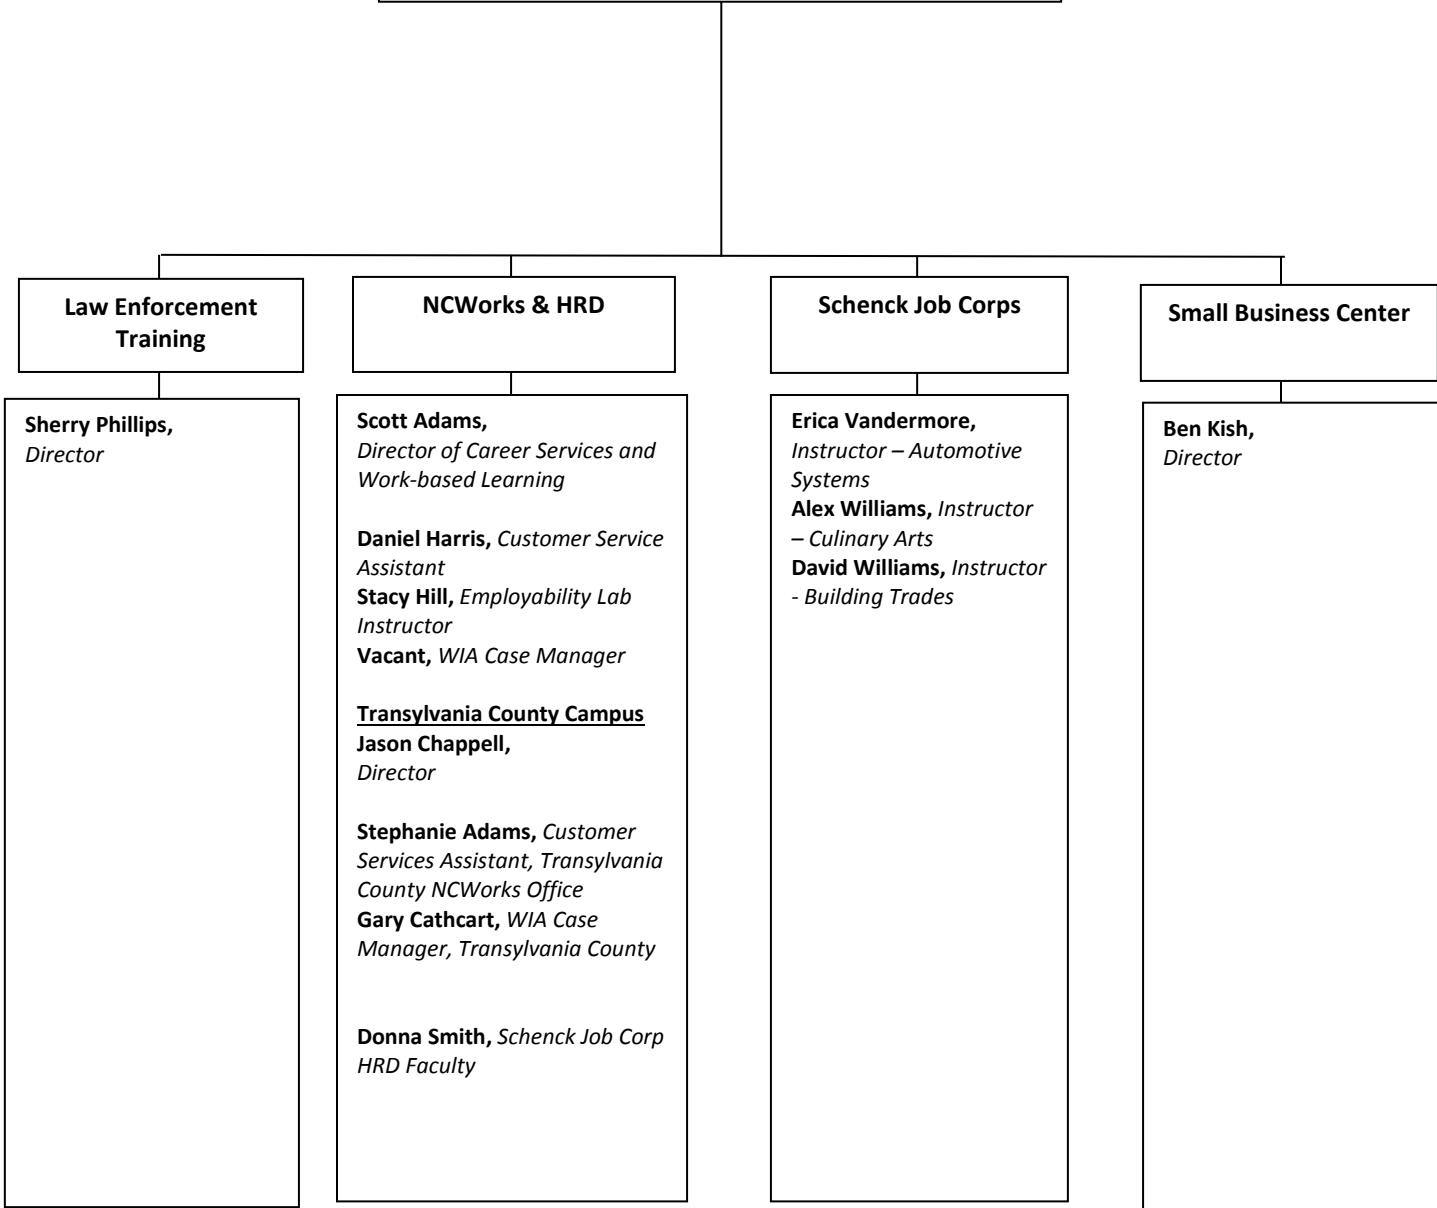 Law Enforcement
Training
NCWorks & HRD
Schenck Job Corps
Small Business Center
Sherry Phillips,
Director
Scott Adams,
Director of Career Services and
Work-based Learning
Daniel Harris, Customer Service
Assistant
Stacy Hill, Employability Lab
Instructor
Vacant, WIA Case Manager
Transylvania County Campus
Jason Chappell,
Director
Stephanie Adams, Customer
Services Assistant, Transylvania
County NCWorks Office
Gary Cathcart, WIA Case
Manager, Transylvania County
Donna Smith, Schenck Job Corp
HRD Faculty
Erica Vandermore,
Instructor – Automotive
Systems
Alex Williams, Instructor
– Culinary Arts
David Williams, Instructor
- Building Trades
Ben Kish,
Director